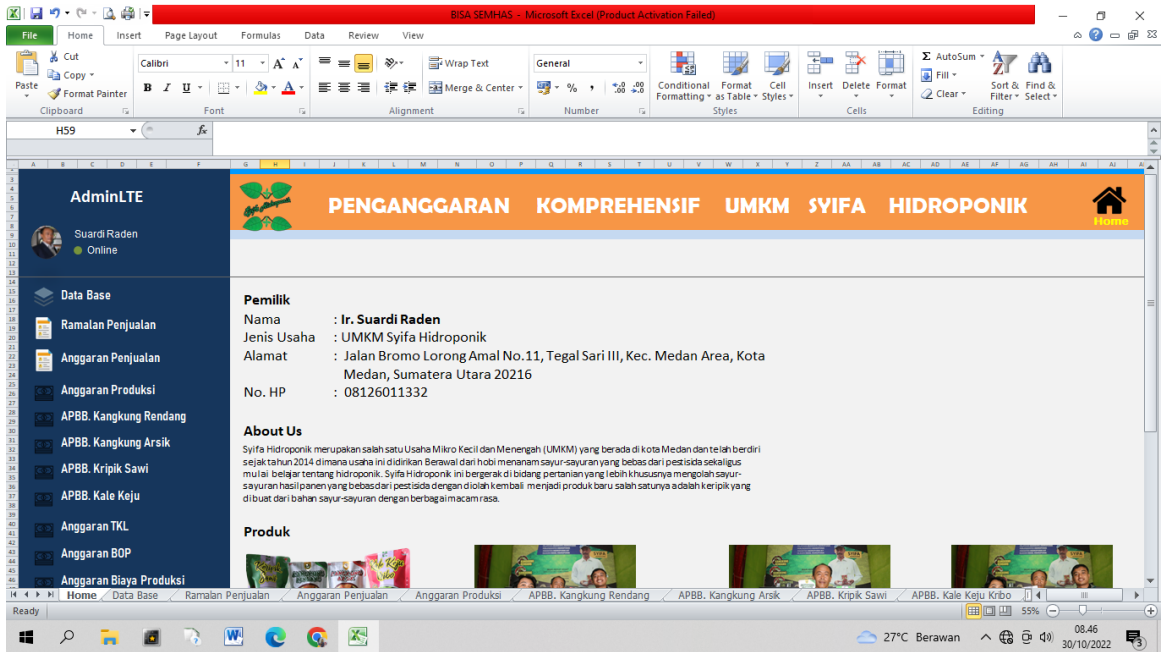 BISA SEMHAS - Microsoft Excel (Product Activation Failed)
File Home Insert Page Layout Formulas Data Review View
Cut
Copy
Format Painter
Paste
Clipboard
Calibri 11
B I U
Font
Wrap Text
Merge & Center
Alignment
General
Number
Conditional Formatting
Format as Table
Cell Styles
Styles
Insert Delete Format
Cells
AutoSum
Fill
Clear
Sort & Filter
Find & Select
Editing
H59 fx
A B C D E F G H I J K L M N O P Q R S T U V W X Y Z AA AB AC AD AE AF AG AH AI AJ
AdminLTE
Suardi Raden
Online
Data Base
Ramalan Penjualan
Anggaran Penjualan
Anggaran Produksi
APBB. Kangkung Rendang
APBB. Kangkung Arsik
APBB. Kripik Sawi
APBB. Kale Keju
Anggaran TKL
Anggaran BOP
Anggaran Biaya Produksi
PENGANGGARAN KOMPREHENSIF UMKM SYIFA HIDROPONIK
Home
Pemilik
Nama : Ir. Suardi Raden
Jenis Usaha : UMKM Syifa Hidroponik
Alamat : Jalan Bromo Lorong Amal No.11, Tegal Sari III, Kec. Medan Area, Kota
Medan, Sumatera Utara 20216
No. HP : 08126011332
About Us
Syifa Hidroponik merupakan salah satu Usaha Mikro Kecil dan Menengah (UMKM) yang berada di kota Medan dan telah berdiri
sejak tahun 2014 dimana usaha ini didirikan Berawal dari hobi menanam sayur-sayuran yang bebas dari pestisida sekaligus
mulai belajar tentang hidroponik. Syifa Hidroponik ini bergerak di bidang pertanian yang lebih khususnya mengolah sayur-
sayuran hasil panen yang bebas dari pestisida dengan diolah kembali menjadi produk baru salah satunya adalah keripik yang
dibuat dari bahan sayur-sayuran dengan berbagai macam rasa.
Produk
Home Data Base Ramalan Penjualan Anggaran Penjualan Anggaran Produksi APBB. Kangkung Rendang APBB. Kangkung Arsik APBB. Kripik Sawi APBB. Kale Keju Kribo
Ready 55%
27°C Berawan
08.46
30/10/2022
3